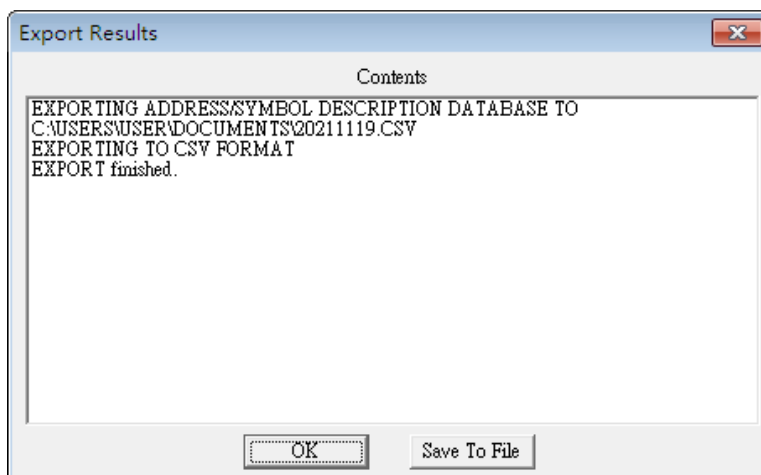 Export Results
Contents
EXPORTING ADDRESS/SYMBOL DESCRIPTION DATABASE TO
C:\USERS\USER\DOCUMENTS\20211119.CSV
EXPORTING TO CSV FORMAT
EXPORT finished.
OK
Save To File